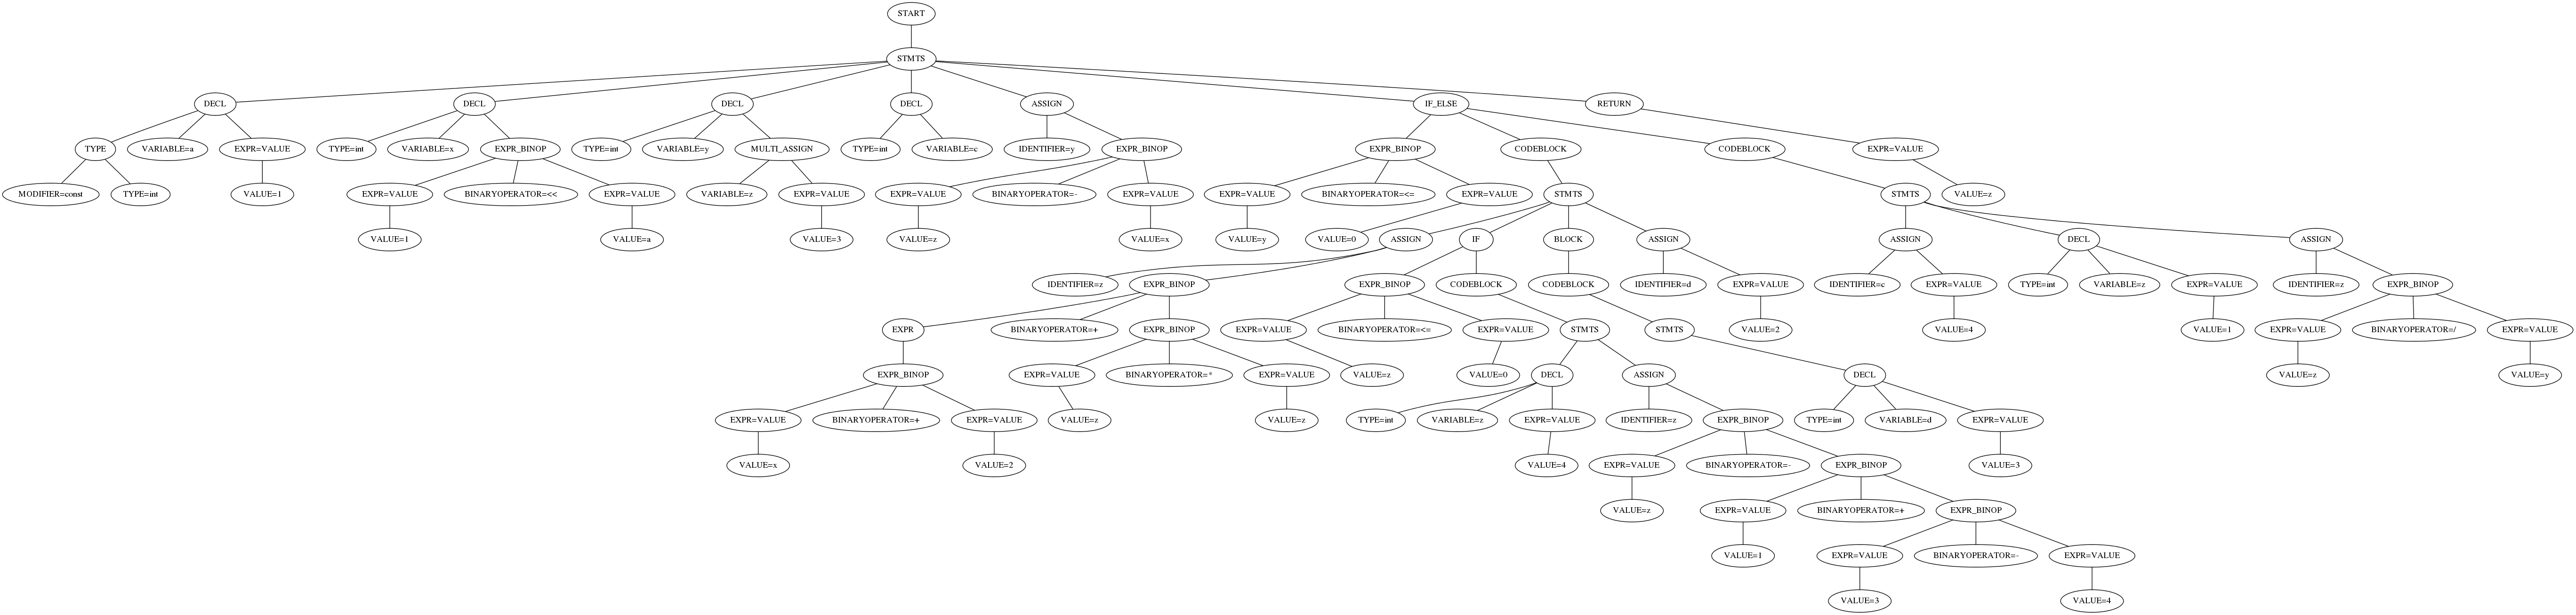 START
STMTS
DECL DECL DECL DECL ASSIGN IF_ELSE RETURN
TYPE VARIABLE=a EXPR=VALUE TYPE=int VARIABLE=x EXPR_BINOP TYPE=int VARIABLE=y MULTI_ASSIGN TYPE=int VARIABLE=c IDENTIFIER=y EXPR_BINOP EXPR_BINOP CODEBLOCK CODEBLOCK EXPR=VALUE
MODIFIER=const TYPE=int VALUE=1 EXPR=VALUE BINARYOPERATOR=<< EXPR=VALUE VARIABLE=z EXPR=VALUE EXPR=VALUE BINARYOPERATOR=- EXPR=VALUE EXPR=VALUE BINARYOPERATOR=<= EXPR=VALUE STMTS STMTS VALUE=z
VALUE=1 VALUE=a VALUE=3 VALUE=z VALUE=x VALUE=y VALUE=0 ASSIGN IF BLOCK ASSIGN ASSIGN DECL ASSIGN
IDENTIFIER=z EXPR_BINOP EXPR_BINOP CODEBLOCK CODEBLOCK IDENTIFIER=d EXPR=VALUE IDENTIFIER=c EXPR=VALUE TYPE=int VARIABLE=z EXPR=VALUE IDENTIFIER=z EXPR_BINOP
EXPR BINARYOPERATOR=+ EXPR_BINOP EXPR=VALUE BINARYOPERATOR=<= EXPR=VALUE STMTS STMTS VALUE=2 VALUE=4 VALUE=1 EXPR=VALUE BINARYOPERATOR=/ EXPR=VALUE
EXPR_BINOP EXPR=VALUE BINARYOPERATOR=* EXPR=VALUE VALUE=z VALUE=0 DECL ASSIGN DECL VALUE=z VALUE=y
EXPR=VALUE BINARYOPERATOR=+ EXPR=VALUE VALUE=z VALUE=z TYPE=int VARIABLE=z EXPR=VALUE IDENTIFIER=z EXPR_BINOP TYPE=int VARIABLE=d EXPR=VALUE
VALUE=x VALUE=2 VALUE=4 EXPR=VALUE BINARYOPERATOR=- EXPR_BINOP VALUE=3
VALUE=z EXPR=VALUE BINARYOPERATOR=+ EXPR_BINOP
VALUE=1 EXPR=VALUE BINARYOPERATOR=- EXPR=VALUE
VALUE=3 VALUE=4